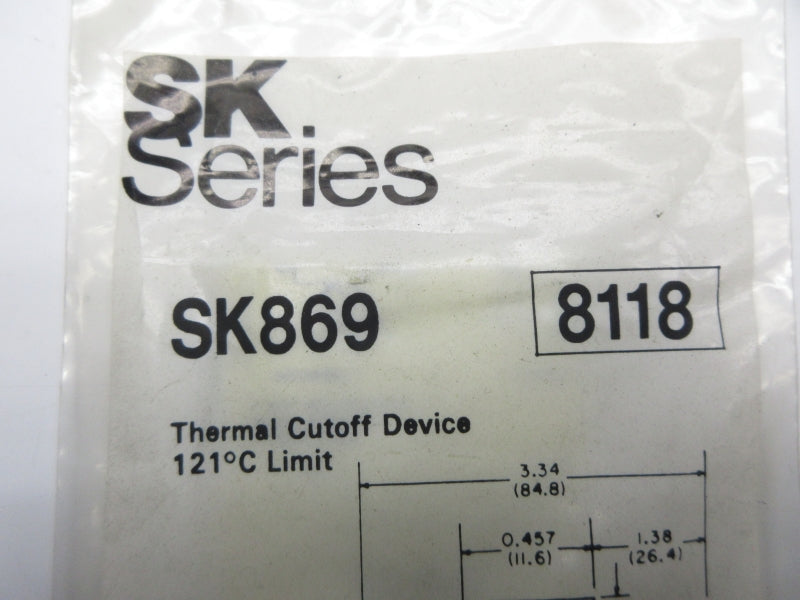 SK
Series
SK869 8118
Thermal Cutoff Device
121°C Limit
3.34
(84.8)
0.457 1.38
(11.6) (26.4)